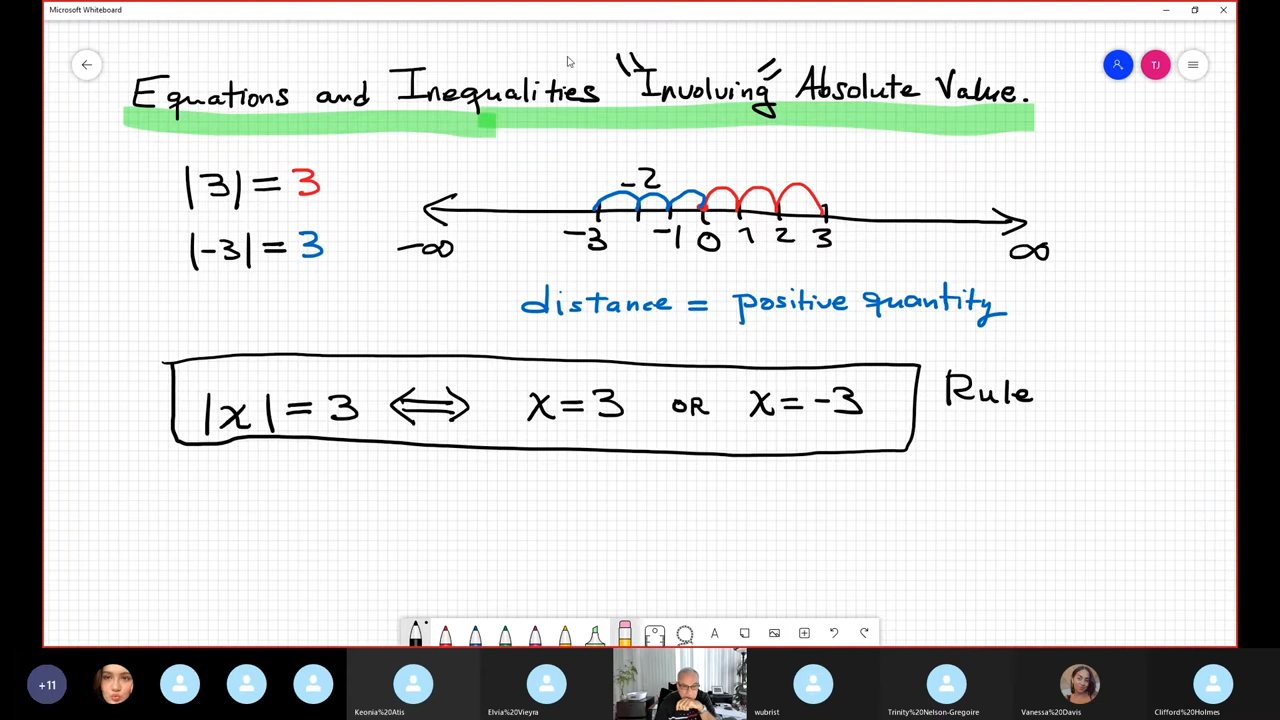 Microsoft Whiteboard
Equations and Inequalities "Involving" Absolute Value.
TJ
|3| = 3
|-3| = 3
-2
-3 -1 0 1 2 3
-∞ ∞
distance = positive quantity
|x| = 3 ⟺ x = 3 OR x = -3
Rule
A
+11
Keonia%20Atis
Elvia%20Vieyra
wubrist
Trinity%20Nelson-Gregoire
Vanessa%20Davis
Clifford%20Holmes